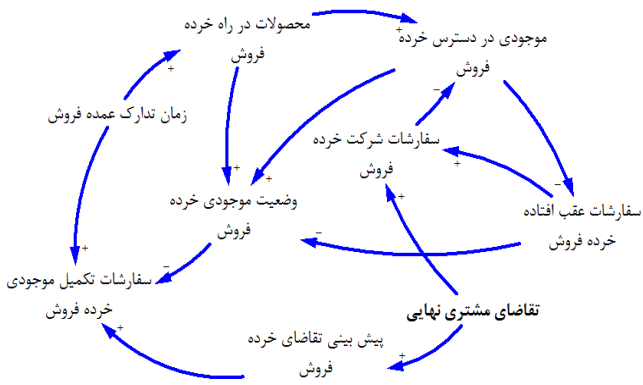 محصولات در راه خرده
فروش
موجودی در دسترس خرده
فروش
زمان تدارک عمده فروش
سفارشات شرکت خرده
فروش
وضعیت موجودی خرده
فروش
سفارشات عقب افتاده
خرده فروش
سفارشات تکمیل موجودی
خرده فروش
تقاضای مشتری نهایی
پیش بینی تقاضای خرده
فروش
+
+
+
+
+
+
+
+
+
+
−
−
−
−